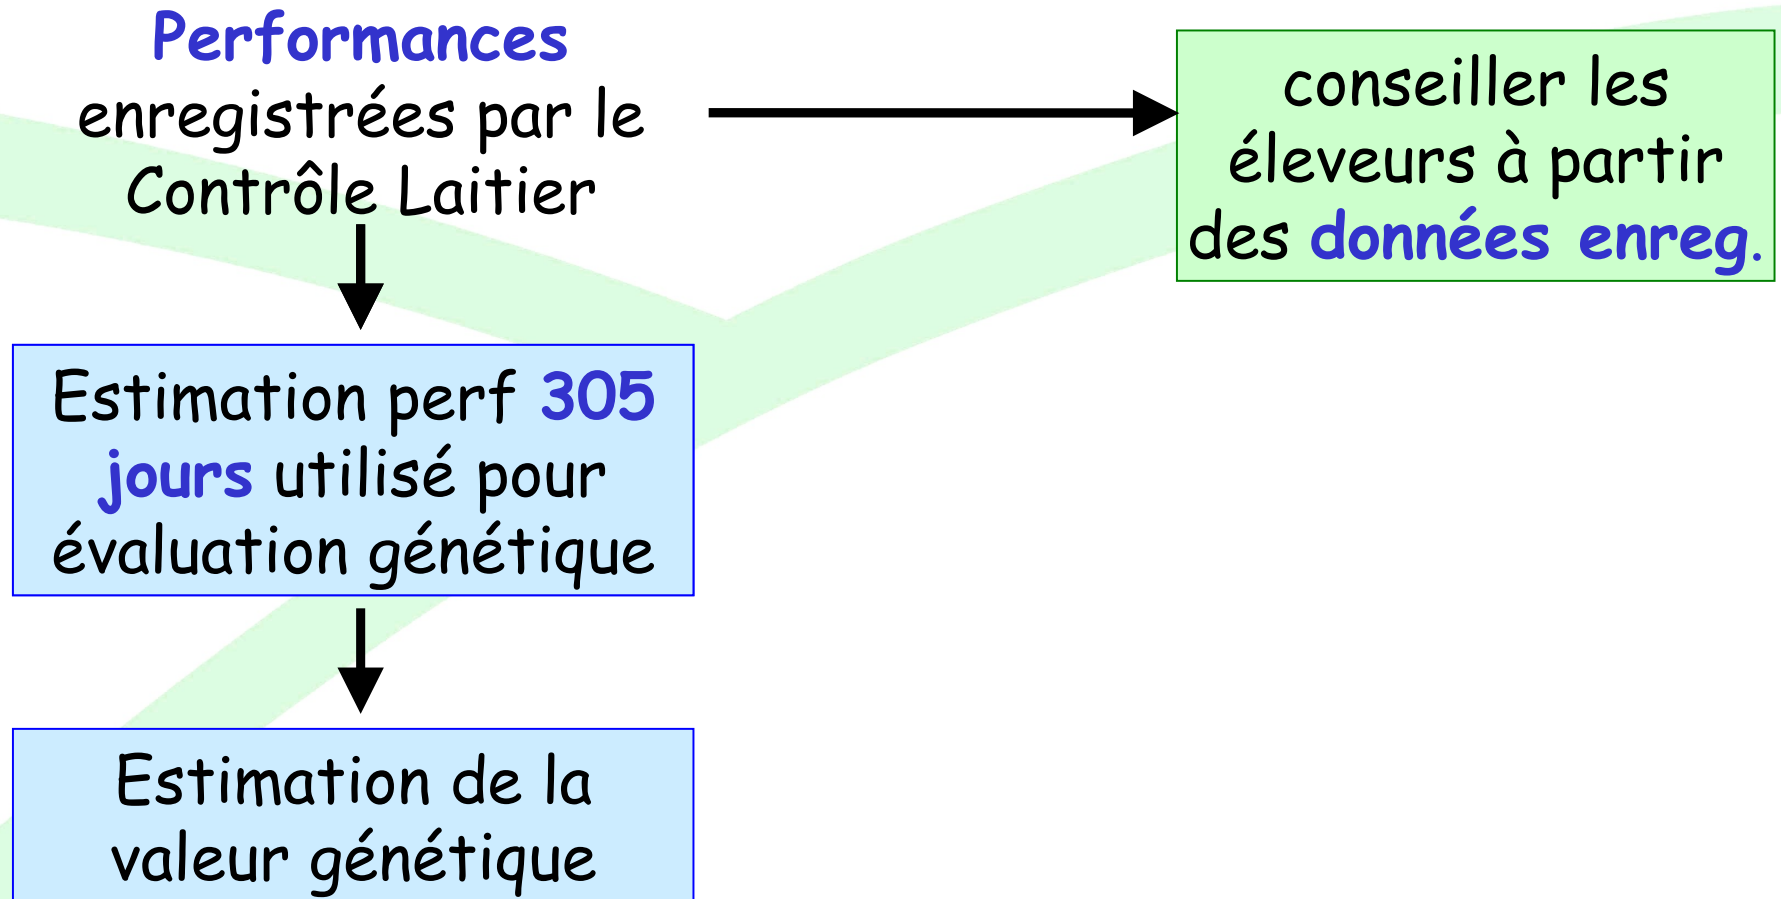 Performances
enregistrées par le
Contrôle Laitier
conseiller les
éleveurs à partir
des données enreg.
Estimation perf 305
jours utilisé pour
évaluation génétique
Estimation de la
valeur génétique